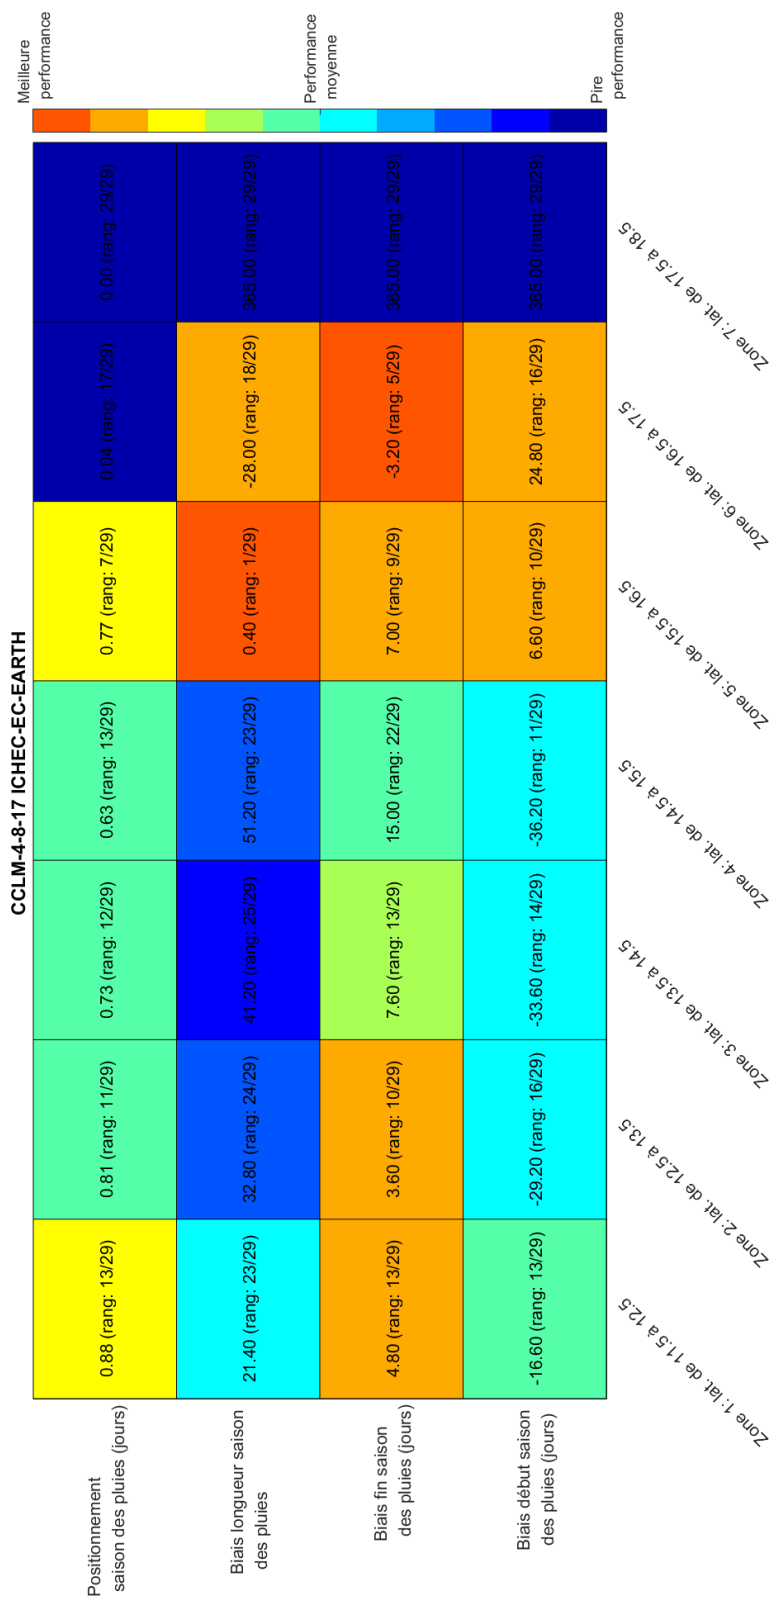 CCLM-4-8-17 ICHEC-EC-EARTH
Positionnement
saison des pluies (jours)
0.88 (rang: 13/29)
0.81 (rang: 11/29)
0.73 (rang: 12/29)
0.63 (rang: 13/29)
0.77 (rang: 7/29)
0.04 (rang: 17/29)
0.00 (rang: 29/29)
Biais longueur saison
des pluies
21.40 (rang: 23/29)
32.80 (rang: 24/29)
41.20 (rang: 25/29)
51.20 (rang: 23/29)
0.40 (rang: 1/29)
-28.00 (rang: 18/29)
365.00 (rang: 29/29)
Biais fin saison
des pluies (jours)
4.80 (rang: 13/29)
3.60 (rang: 10/29)
7.60 (rang: 13/29)
15.00 (rang: 22/29)
7.00 (rang: 9/29)
-3.20 (rang: 5/29)
365.00 (rang: 29/29)
Biais début saison
des pluies (jours)
-16.60 (rang: 13/29)
-29.20 (rang: 16/29)
-33.60 (rang: 14/29)
-36.20 (rang: 11/29)
6.60 (rang: 10/29)
24.80 (rang: 16/29)
365.00 (rang: 29/29)
Zone 1: lat. de 11.5 à 12.5
Zone 2: lat. de 12.5 à 13.5
Zone 3: lat. de 13.5 à 14.5
Zone 4: lat. de 14.5 à 15.5
Zone 5: lat. de 15.5 à 16.5
Zone 6: lat. de 16.5 à 17.5
Zone 7: lat. de 17.5 à 18.5
Meilleure
performance
Performance
moyenne
Pire
performance